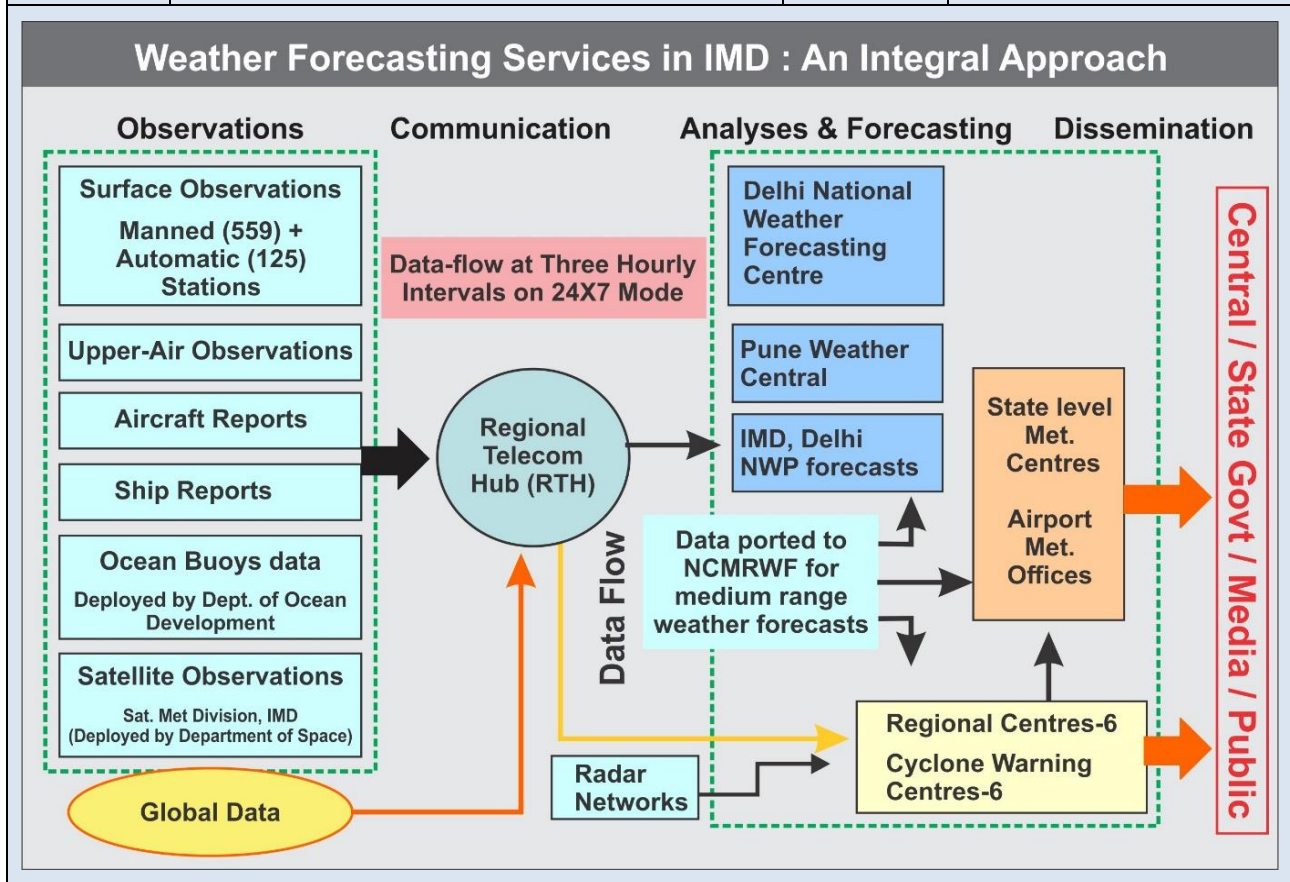 Weather Forecasting Services in IMD : An Integral Approach
Observations
Communication
Analyses & Forecasting
Dissemination
Surface Observations
Manned (559) +
Automatic (125)
Stations
Upper-Air Observations
Aircraft Reports
Ship Reports
Ocean Buoys data
Deployed by Dept. of Ocean
Development
Satellite Observations
Sat. Met Division, IMD
(Deployed by Department of Space)
Global Data
Data-flow at Three Hourly
Intervals on 24X7 Mode
Regional
Telecom
Hub (RTH)
Data Flow
Radar
Networks
Delhi National
Weather
Forecasting
Centre
Pune Weather
Central
IMD, Delhi
NWP forecasts
Data ported to
NCMRWF for
medium range
weather forecasts
State level
Met.
Centres
Airport
Met.
Offices
Regional Centres-6
Cyclone Warning
Centres-6
Central / State Govt / Media / Public